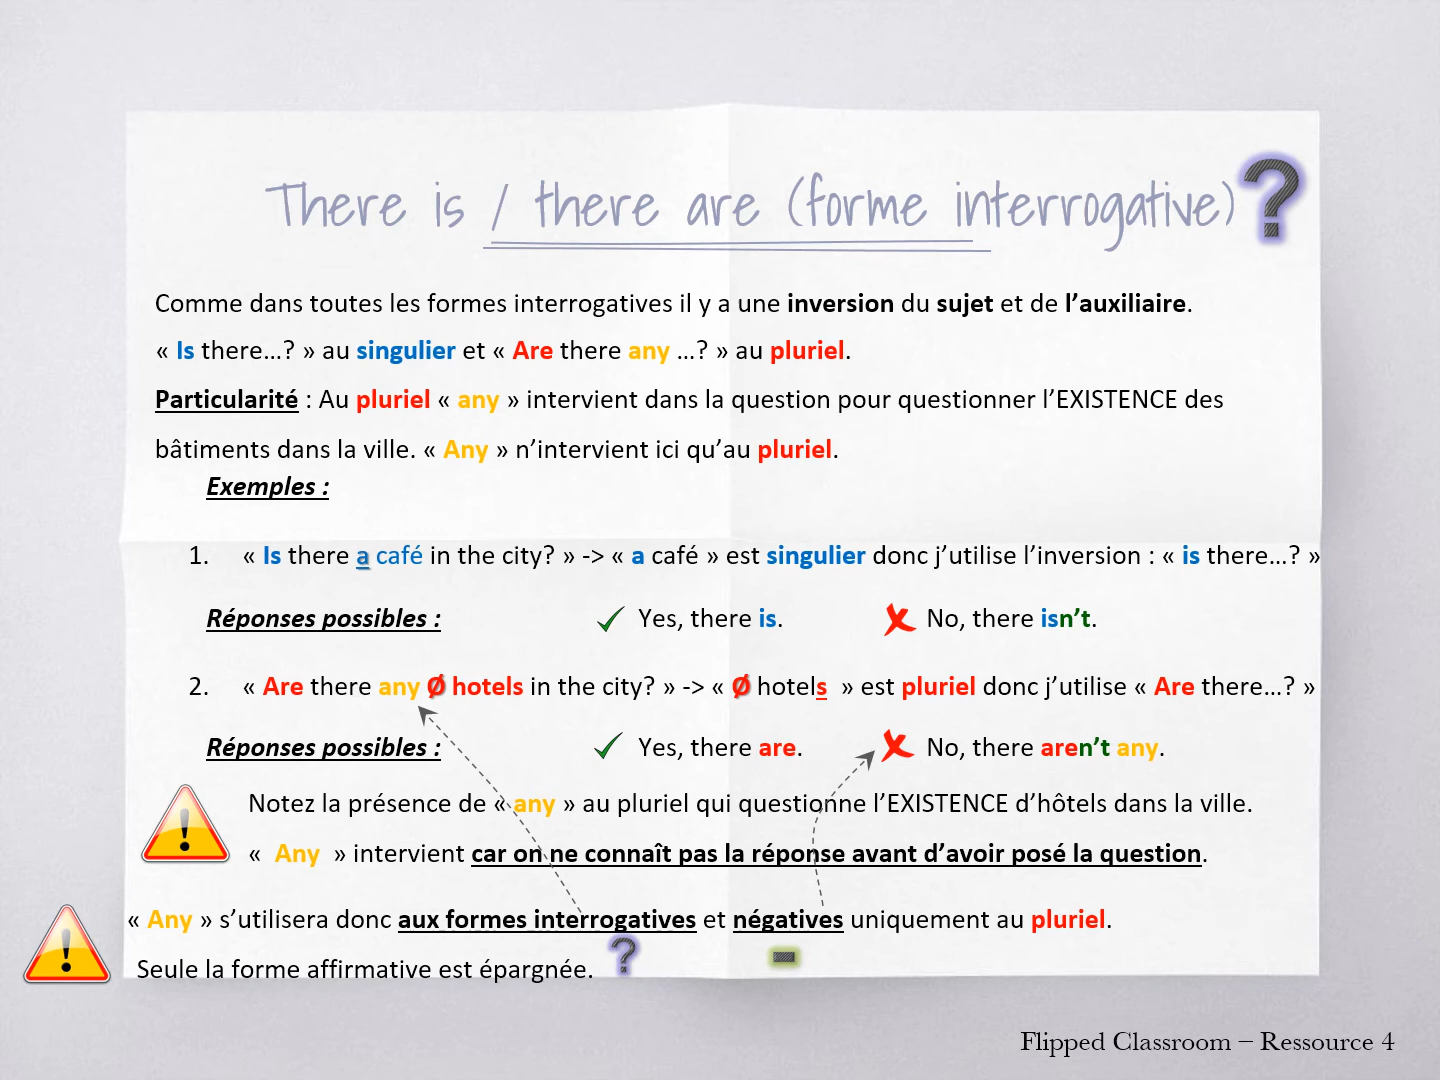 There is / there are (forme interrogative) ?
Comme dans toutes les formes interrogatives il y a une inversion du sujet et de l’auxiliaire.
« Is there…? » au singulier et « Are there any …? » au pluriel.
Particularité : Au pluriel « any » intervient dans la question pour questionner l’EXISTENCE des
bâtiments dans la ville. « Any » n’intervient ici qu’au pluriel.
Exemples :
1. « Is there a café in the city? » -> « a café » est singulier donc j’utilise l’inversion : « is there…? »
Réponses possibles : ✓ Yes, there is. ✗ No, there isn’t.
2. « Are there any Ø hotels in the city? » -> « Ø hotels » est pluriel donc j’utilise « Are there…? »
Réponses possibles : ✓ Yes, there are. ✗ No, there aren’t any.
! Notez la présence de « any » au pluriel qui questionne l’EXISTENCE d’hôtels dans la ville.
« Any » intervient car on ne connaît pas la réponse avant d’avoir posé la question.
! « Any » s’utilisera donc aux formes interrogatives et négatives uniquement au pluriel.
? -
Seule la forme affirmative est épargnée.
Flipped Classroom – Ressource 4